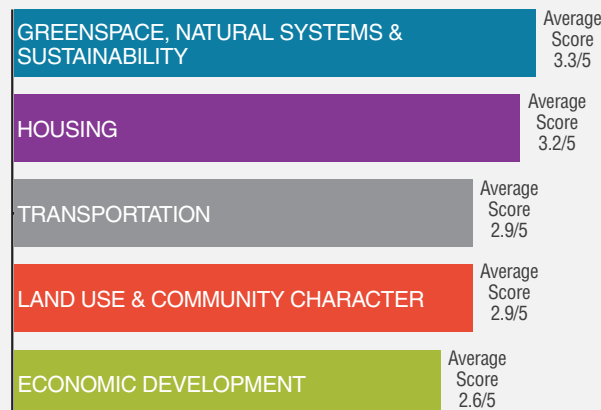 GREENSPACE, NATURAL SYSTEMS &
SUSTAINABILITY
Average
Score
3.3/5
HOUSING
Average
Score
3.2/5
TRANSPORTATION
Average
Score
2.9/5
LAND USE & COMMUNITY CHARACTER
Average
Score
2.9/5
ECONOMIC DEVELOPMENT
Average
Score
2.6/5